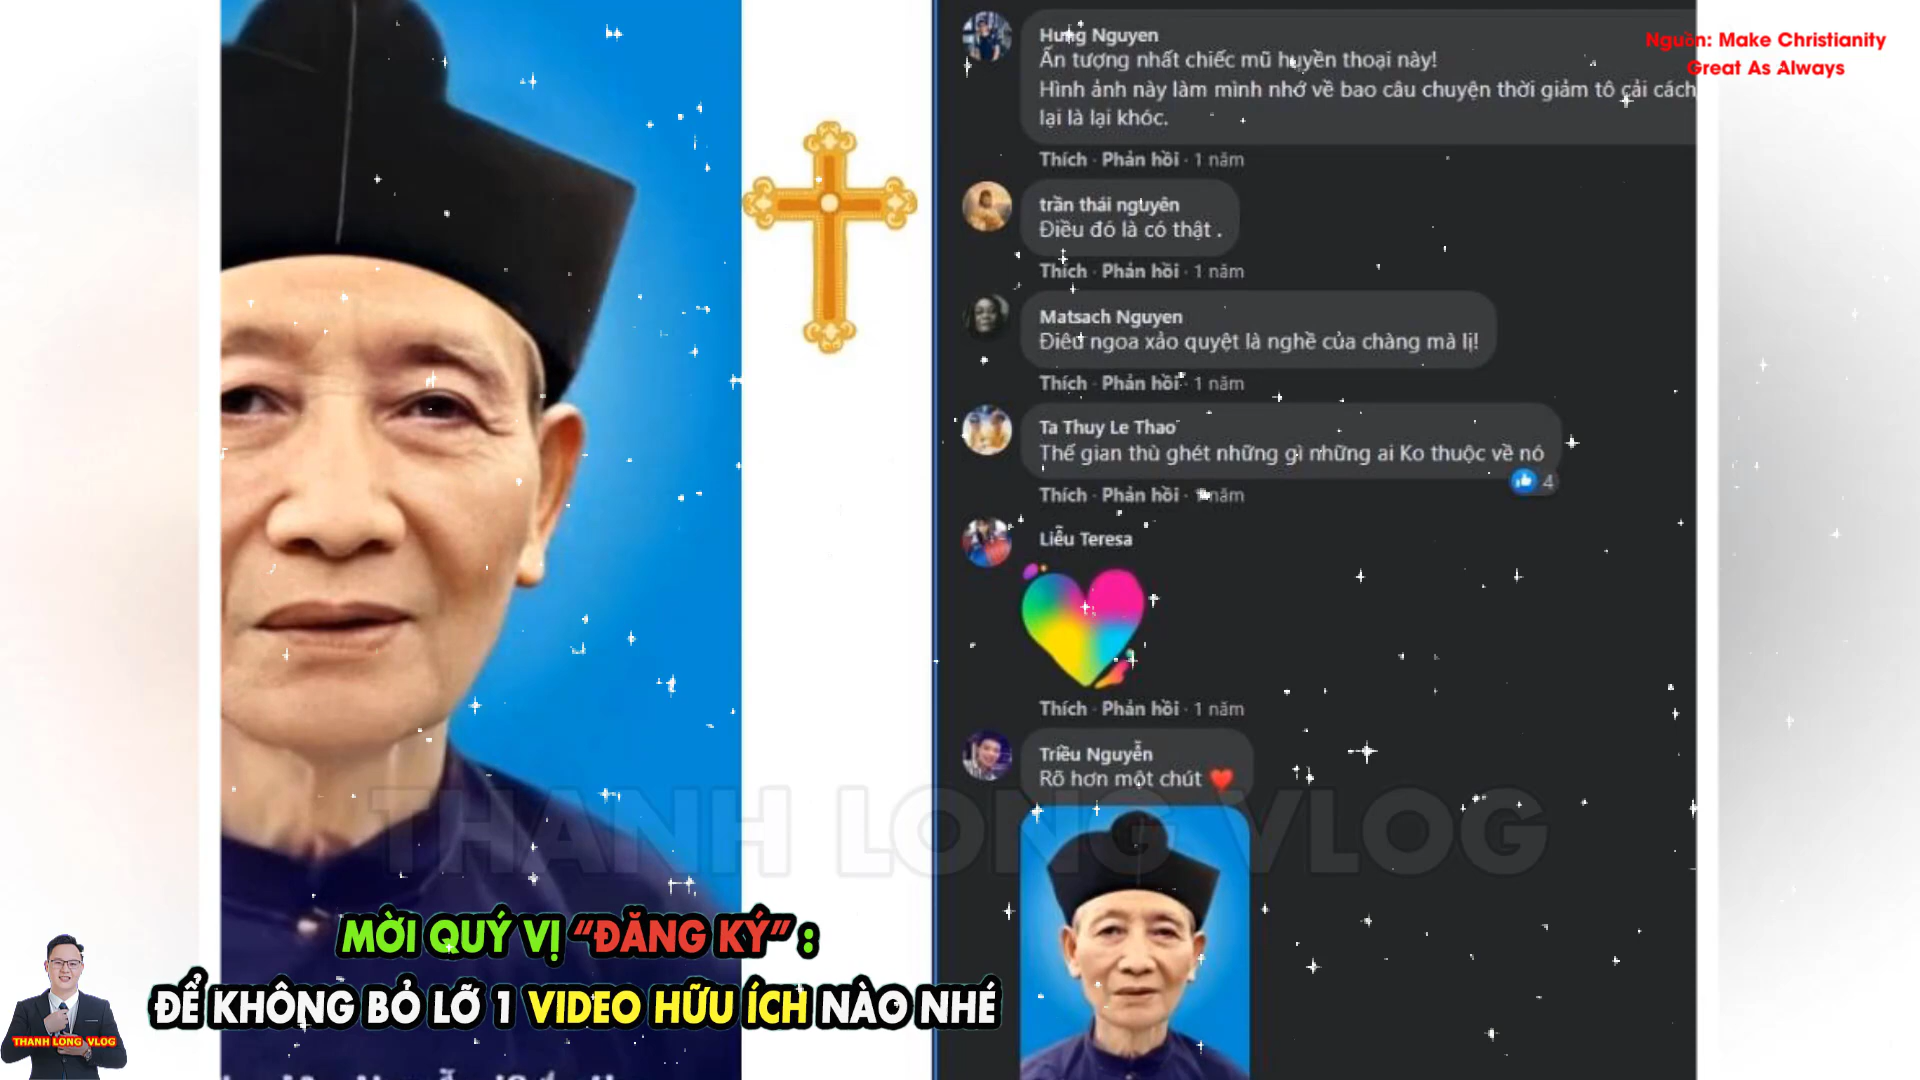 Nguồn: Make Christianity
Great As Always
Hưng Nguyen
Ấn tượng nhất chiếc mũ huyền thoại này!
Hình ảnh này làm mình nhớ về bao câu chuyện thời giảm tô cải cách
lại là lại khóc.
Thích · Phản hồi · 1 năm
trần thái nguyên
Điều đó là có thật .
Thích · Phản hồi · 1 năm
Matsach Nguyen
Điêu ngoa xảo quyệt là nghề của chàng mà lị!
Thích · Phản hồi · 1 năm
Ta Thuy Le Thao
Thế gian thù ghét những gì những ai Ko thuộc về nó
4
Thích · Phản hồi · 1 năm
Liễu Teresa
Thích · Phản hồi · 1 năm
Triều Nguyễn
Rõ hơn một chút ❤️
THANH LONG VLOG
MỜI QUÝ VỊ “ĐĂNG KÝ” :
ĐỂ KHÔNG BỎ LỠ 1 VIDEO HỮU ÍCH NÀO NHÉ
THANH LONG VLOG